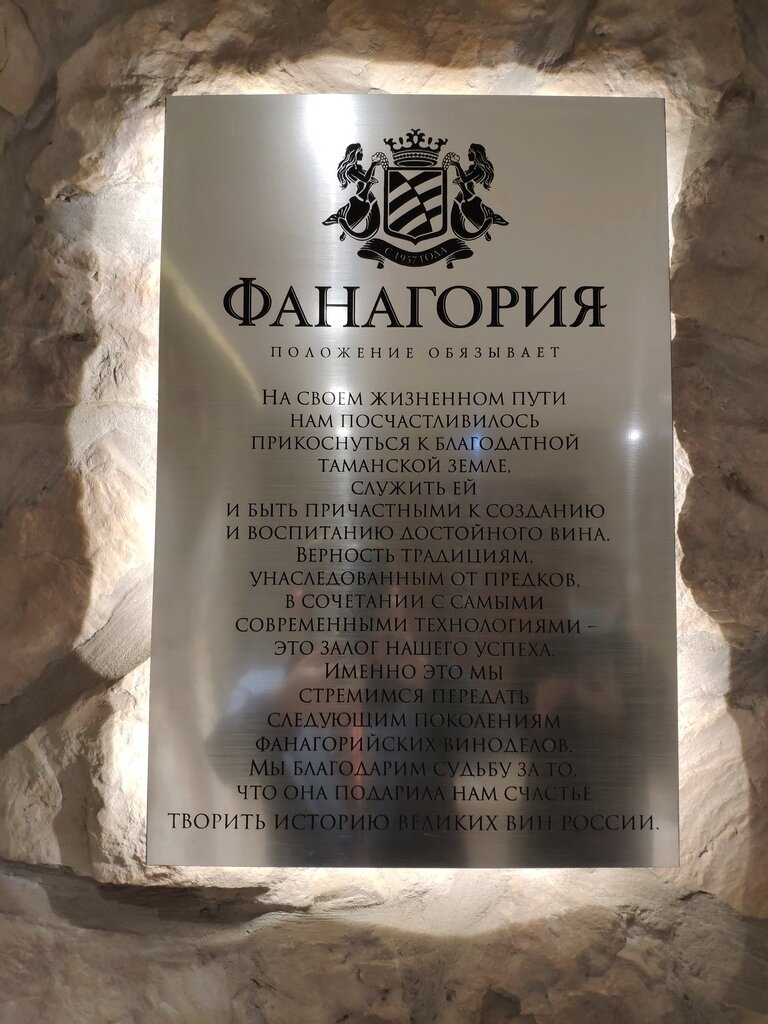 С 1957 ГОДА
ФАНАГОРИЯ
ПОЛОЖЕНИЕ ОБЯЗЫВАЕТ
НА СВОЕМ ЖИЗНЕННОМ ПУТИ
НАМ ПОСЧАСТЛИВИЛОСЬ
ПРИКОСНУТЬСЯ К БЛАГОДАТНОЙ
ТАМАНСКОЙ ЗЕМЛЕ,
СЛУЖИТЬ ЕЙ
И БЫТЬ ПРИЧАСТНЫМИ К СОЗДАНИЮ
И ВОСПИТАНИЮ ДОСТОЙНОГО ВИНА.
ВЕРНОСТЬ ТРАДИЦИЯМ,
УНАСЛЕДОВАННЫМ ОТ ПРЕДКОВ,
В СОЧЕТАНИИ С САМЫМИ
СОВРЕМЕННЫМИ ТЕХНОЛОГИЯМИ –
ЭТО ЗАЛОГ НАШЕГО УСПЕХА.
ИМЕННО ЭТО МЫ
СТРЕМИМСЯ ПЕРЕДАТЬ
СЛЕДУЮЩИМ ПОКОЛЕНИЯМ
ФАНАГОРИЙСКИХ ВИНОДЕЛОВ.
МЫ БЛАГОДАРИМ СУДЬБУ ЗА ТО,
ЧТО ОНА ПОДАРИЛА НАМ СЧАСТЬЕ
ТВОРИТЬ ИСТОРИЮ ВЕЛИКИХ ВИН РОССИИ.